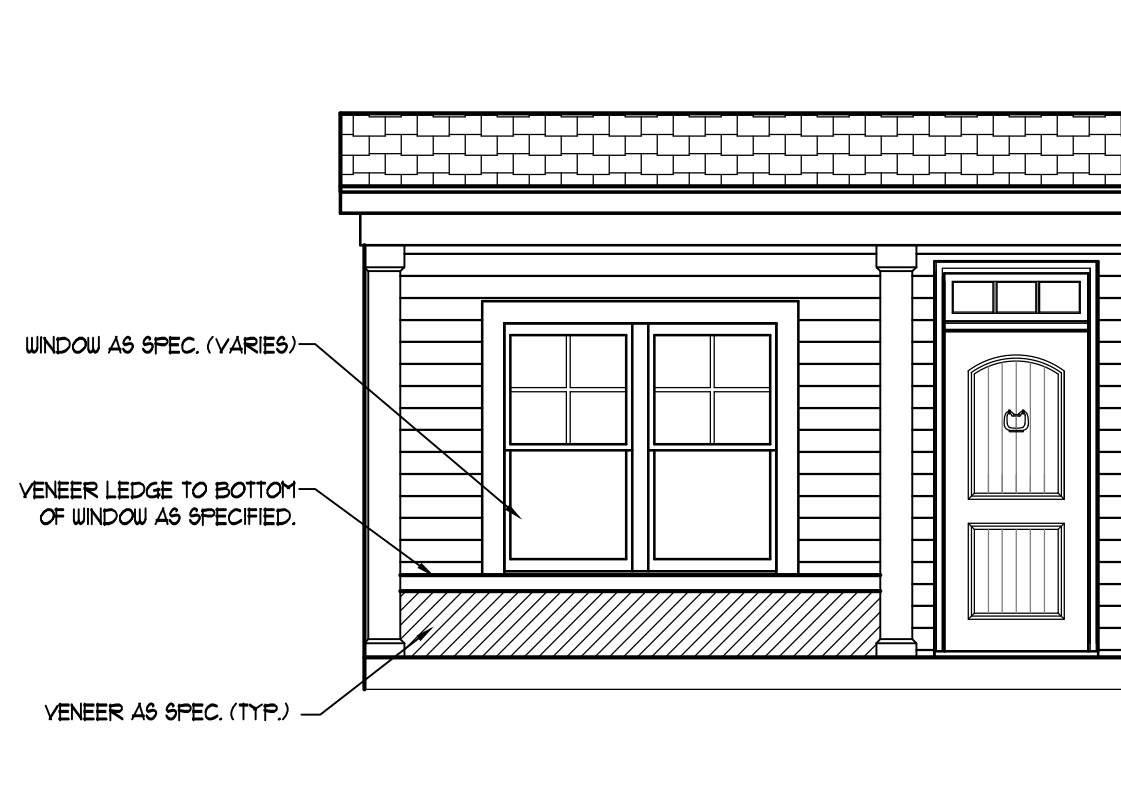 WINDOW AS SPEC. (VARIES)
VENEER LEDGE TO BOTTOM
OF WINDOW AS SPECIFIED.
VENEER AS SPEC. (TYP.)